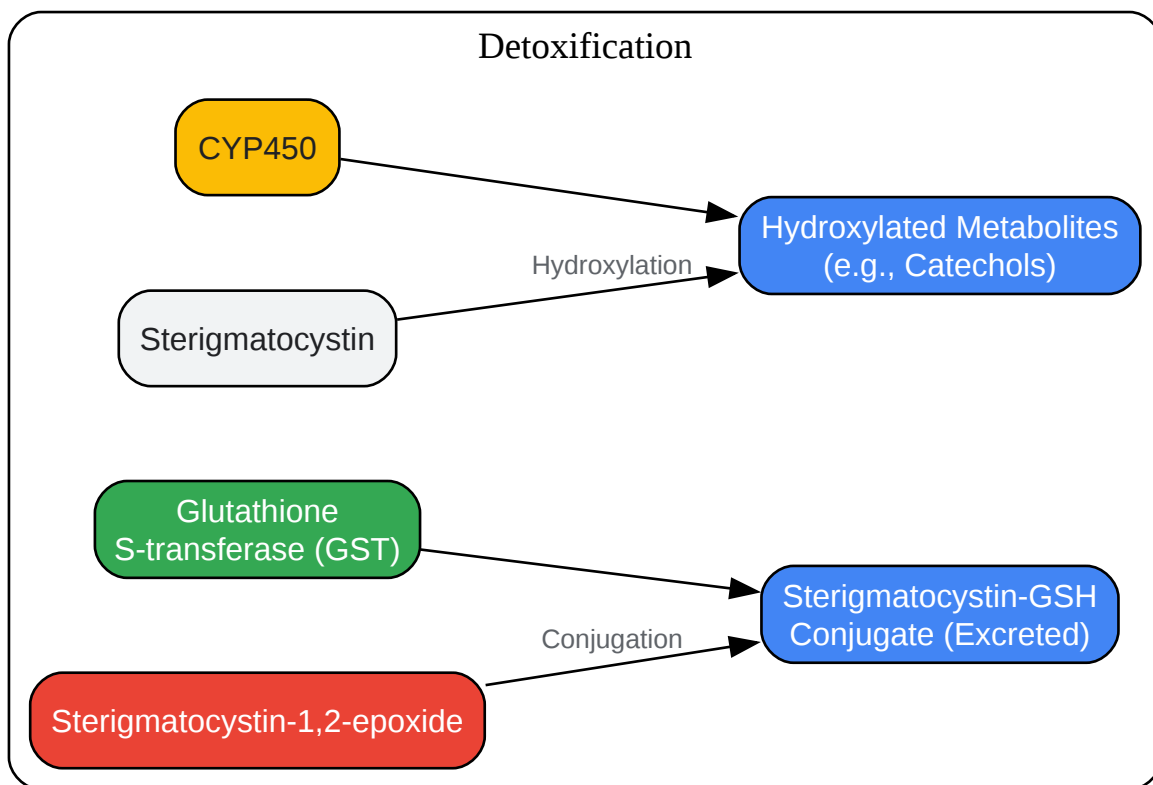 Detoxification
CYP450
Hydroxylated Metabolites
(e.g., Catechols)
Hydroxylation
Sterigmatocystin
Glutathione
S-transferase (GST)
Sterigmatocystin-GSH
Conjugate (Excreted)
Conjugation
Sterigmatocystin-1,2-epoxide